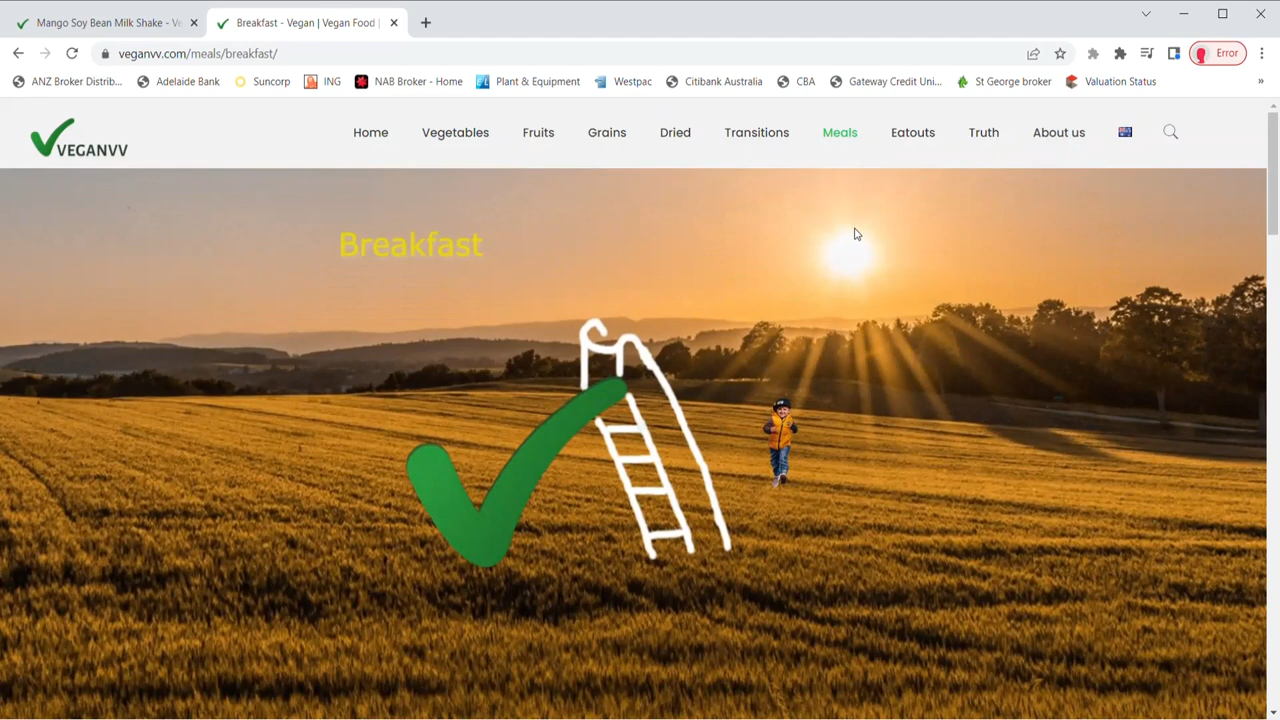 Mango Soy Bean Milk Shake - Ve
Breakfast - Vegan | Vegan Food |
veganvv.com/meals/breakfast/
Error
ANZ Broker Distrib... Adelaide Bank Suncorp ING NAB Broker - Home Plant & Equipment Westpac Citibank Australia CBA Gateway Credit Uni... St George broker Valuation Status »
VEGANVV
Home Vegetables Fruits Grains Dried Transitions Meals Eatouts Truth About us
Breakfast